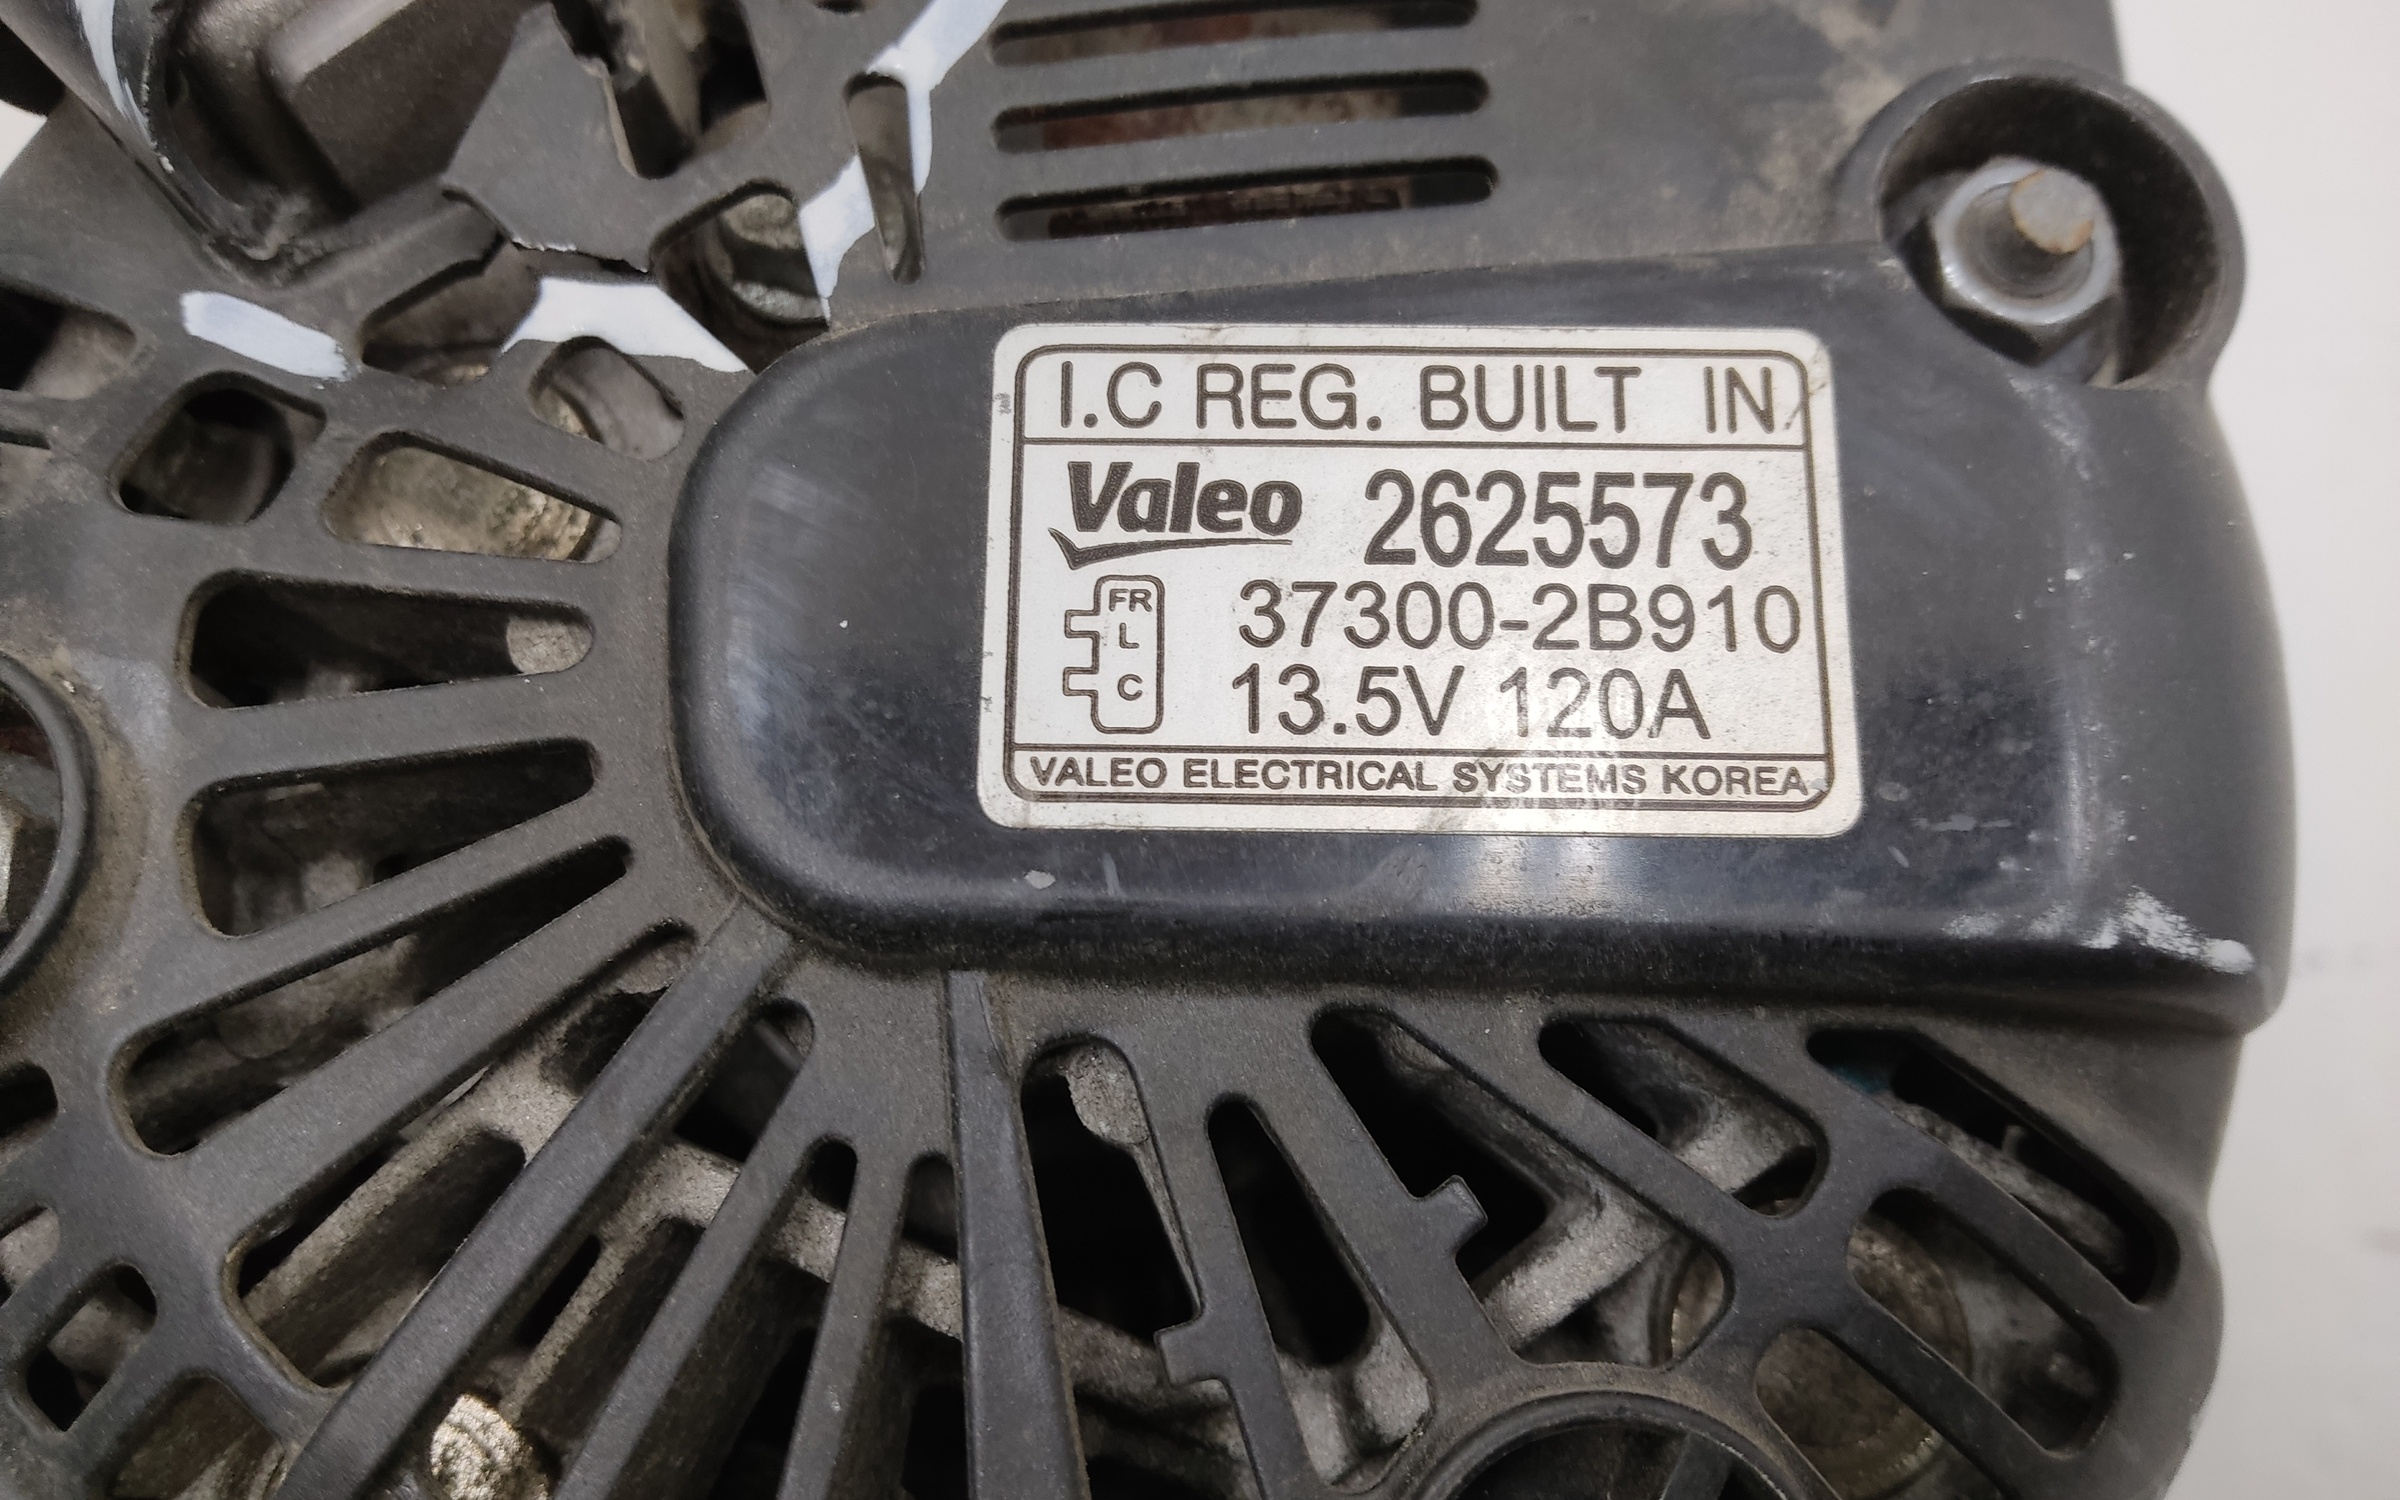 I.C REG. BUILT IN
Valeo 2625573
FR
L
C
37300-2B910
13.5V 120A
VALEO ELECTRICAL SYSTEMS KOREA